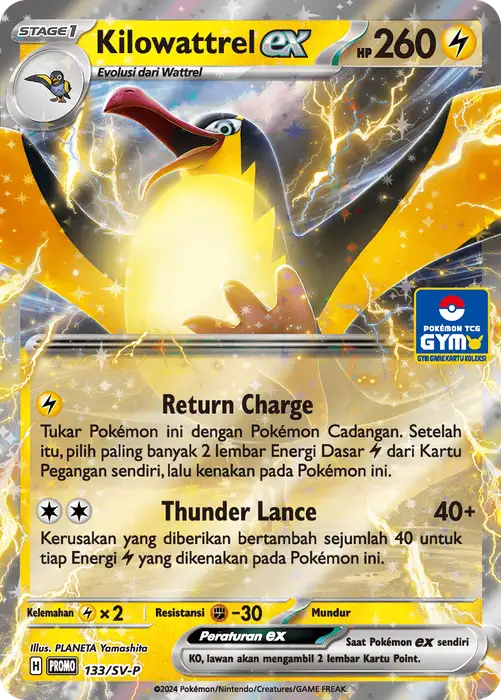 STAGE 1
Kilowattrel ex
HP 260
Evolusi dari Wattrel
POKÉMON TCG
GYM
GYM GAME KARTU KOLEKSI
Return Charge
Tukar Pokémon ini dengan Pokémon Cadangan. Setelah
itu, pilih paling banyak 2 lembar Energi Dasar dari Kartu
Pegangan sendiri, lalu kenakan pada Pokémon ini.
Thunder Lance 40+
Kerusakan yang diberikan bertambah sejumlah 40 untuk
tiap Energi yang dikenakan pada Pokémon ini.
Kelemahan ×2 Resistansi -30 Mundur
Illus. PLANETA Yamashita
H PROMO 133/SV-P
Peraturan ex
Saat Pokémon ex sendiri
KO, lawan akan mengambil 2 lembar Kartu Point.
©2024 Pokémon/Nintendo/Creatures/GAME FREAK.